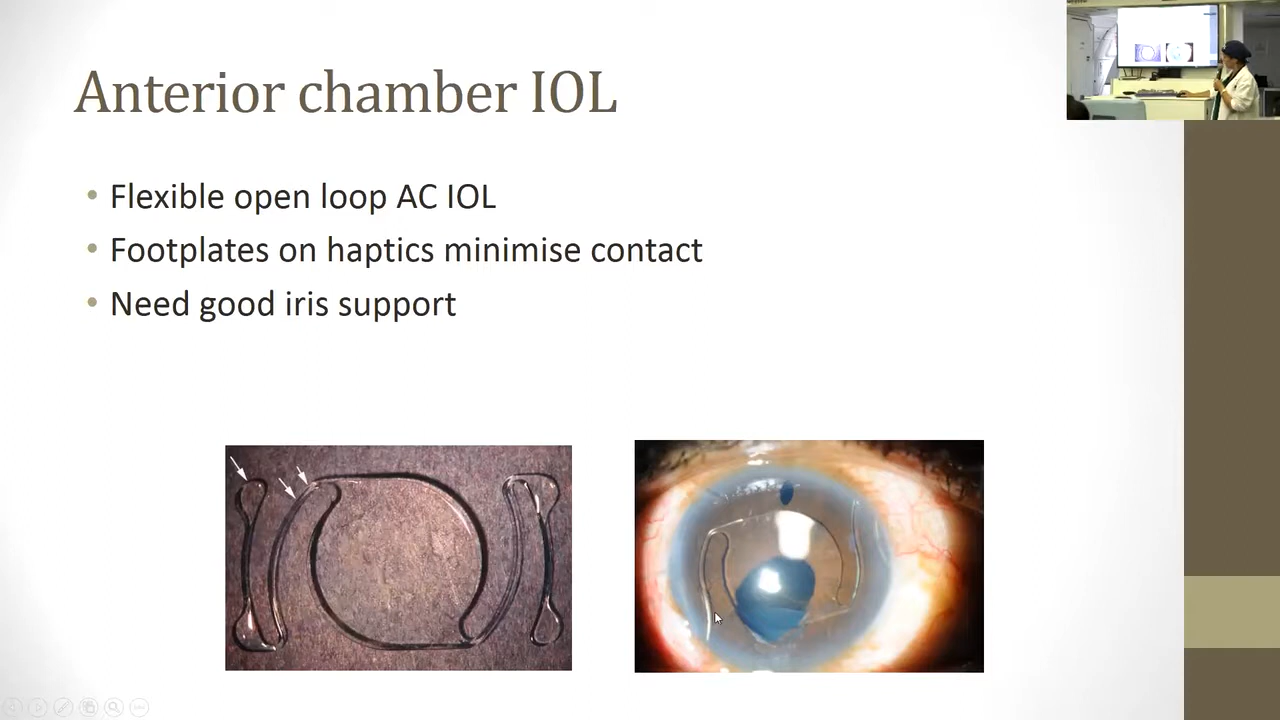 Anterior chamber IOL
• Flexible open loop AC IOL
• Footplates on haptics minimise contact
• Need good iris support